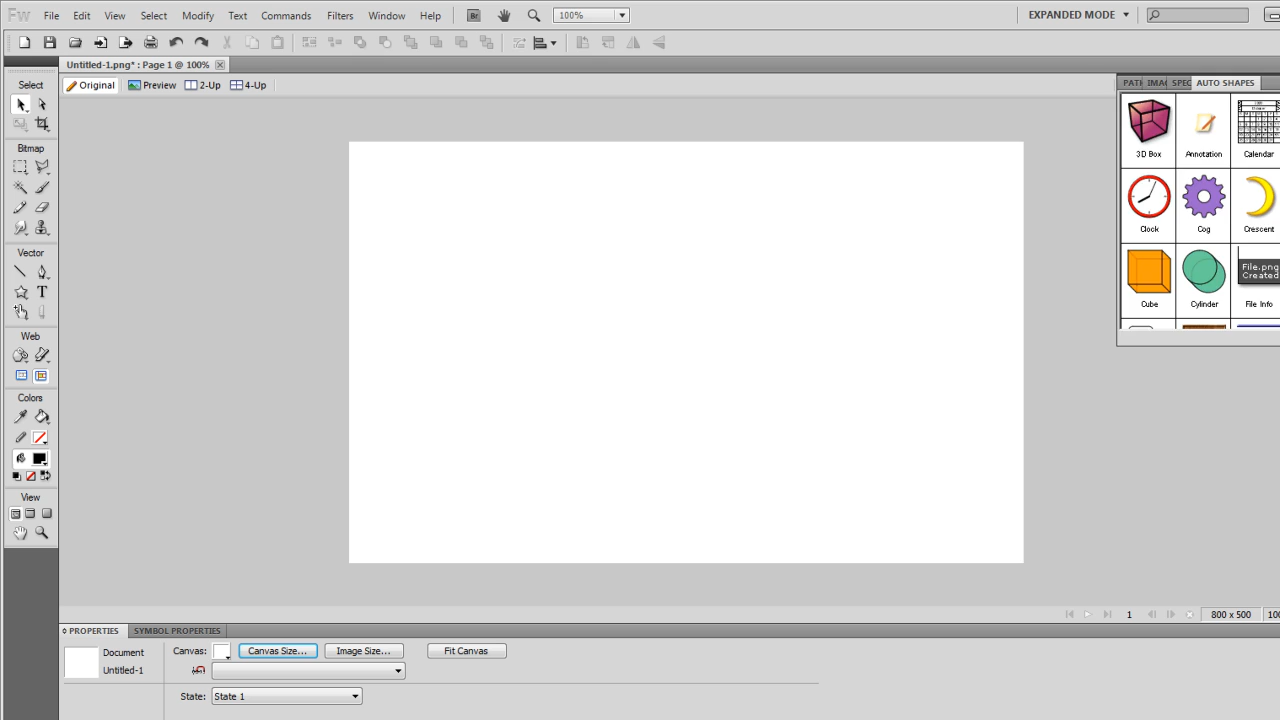 Fw File Edit View Select Modify Text Commands Filters Window Help Br 100% EXPANDED MODE
Untitled-1.png* : Page 1 @ 100%
Original Preview 2-Up 4-Up
AUTO SHAPES
Select
3D Box Annotation Calendar
Bitmap
Clock Cog Crescent
Vector
T
File.png
Created
Cube Cylinder File Info
Web
Colors
View
1 800 x 500
PROPERTIES SYMBOL PROPERTIES
Document Canvas: Canvas Size... Image Size... Fit Canvas
Untitled-1
State: State 1